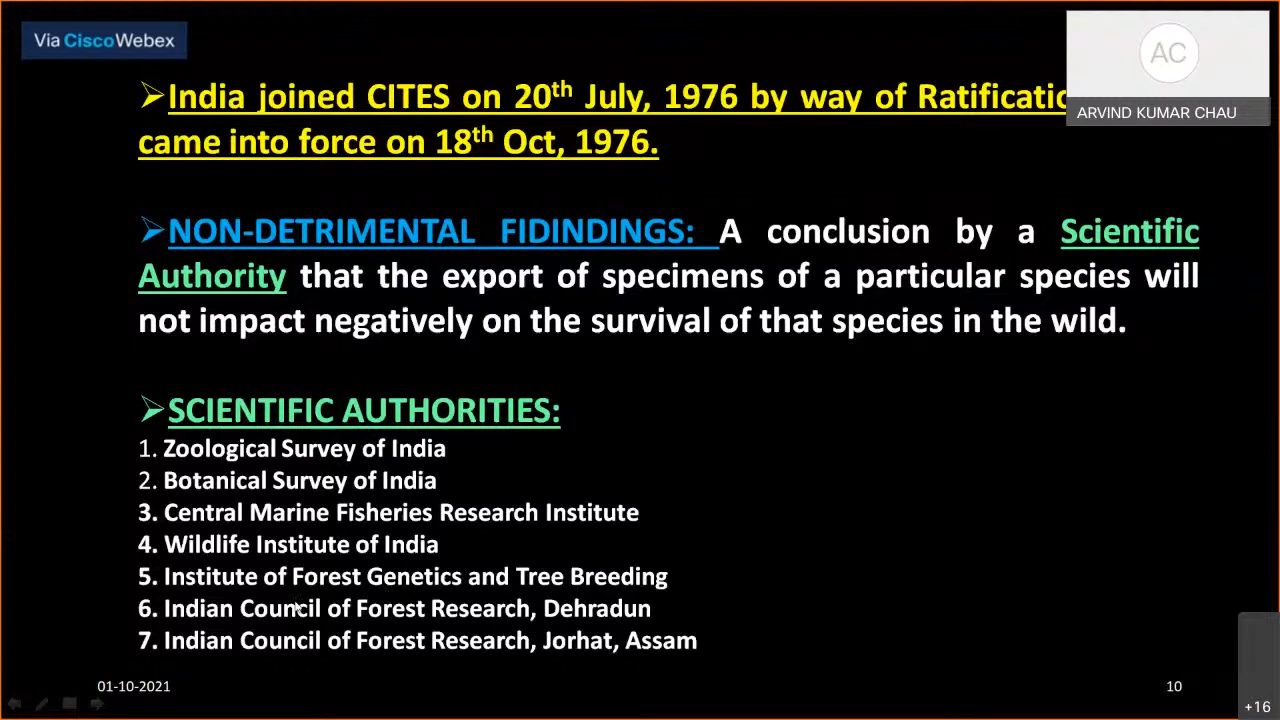 Via CiscoWebex
AC
ARVIND KUMAR CHAU
➢India joined CITES on 20th July, 1976 by way of
came into force on 18th Oct, 1976.
➢NON-DETRIMENTAL FIDINDINGS: A conclusion by a Scientific
Authority that the export of specimens of a particular species will
not impact negatively on the survival of that species in the wild.
➢SCIENTIFIC AUTHORITIES:
1. Zoological Survey of India
2. Botanical Survey of India
3. Central Marine Fisheries Research Institute
4. Wildlife Institute of India
5. Institute of Forest Genetics and Tree Breeding
6. Indian Council of Forest Research, Dehradun
7. Indian Council of Forest Research, Jorhat, Assam
01-10-2021
10
+16